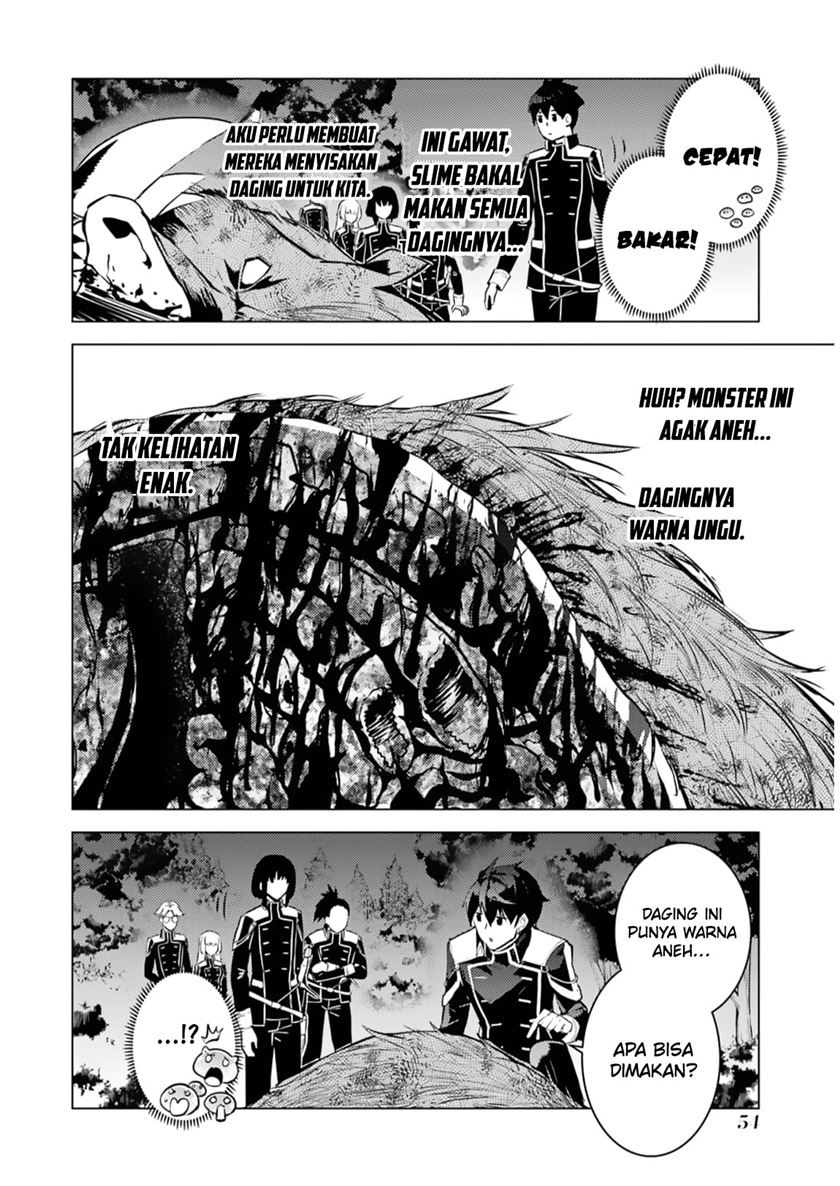 CEPAT!
BAKAR!
INI GAWAT,
SLIME BAKAL
MAKAN SEMUA
DAGINGNYA...
AKU PERLU MEMBUAT
MEREKA MENYISAKAN
DAGING UNTUK KITA.
HUH? MONSTER INI
AGAK ANEH...
DAGINGNYA
WARNA UNGU.
TAK KELIHATAN
ENAK.
DAGING INI
PUNYA WARNA
ANEH...
APA BISA
DIMAKAN?
...!?
54